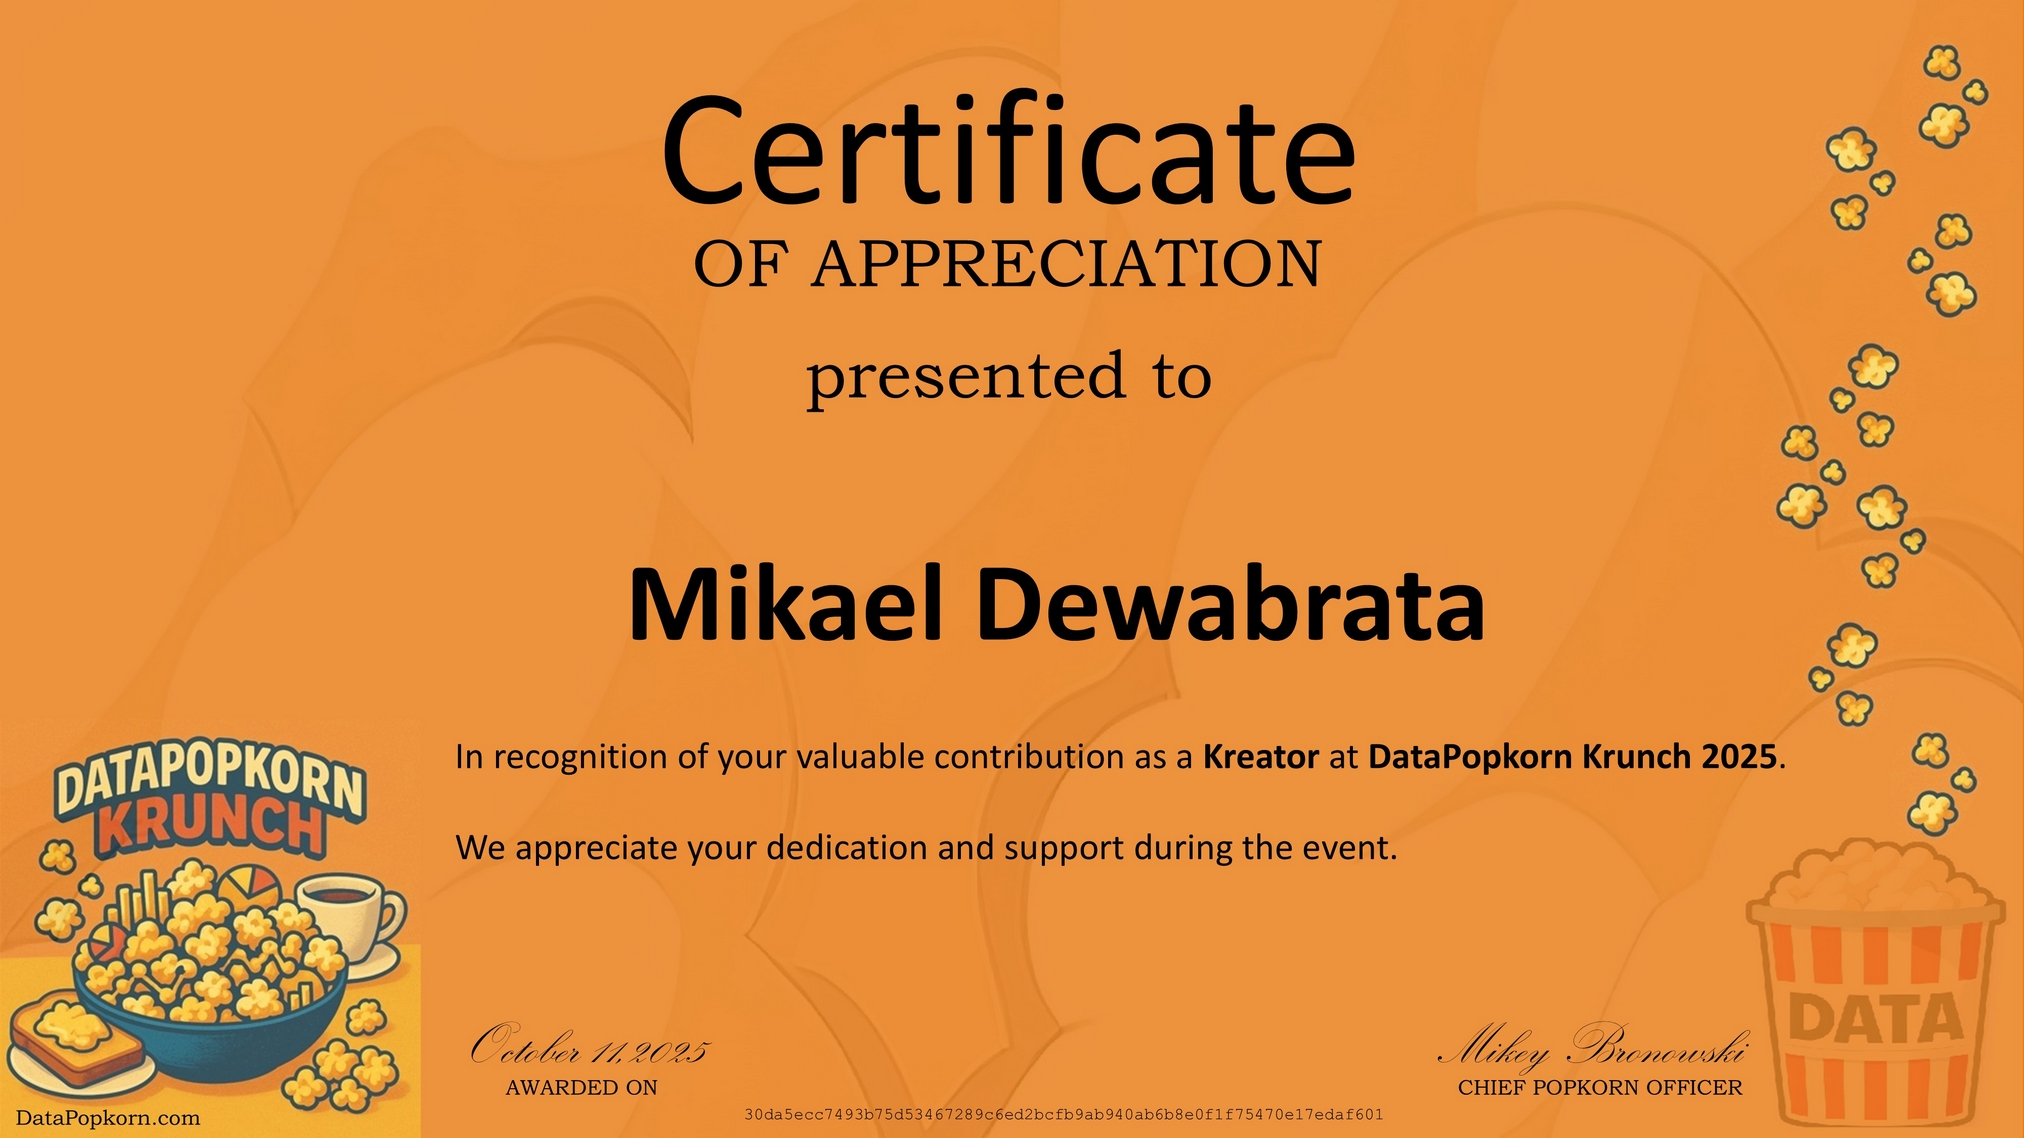 Certificate
OF APPRECIATION
presented to
Mikael Dewabrata
In recognition of your valuable contribution as a Kreator at DataPopkorn Krunch 2025.
We appreciate your dedication and support during the event.
DATAPOPKORN
KRUNCH
DATA
October 11, 2025
AWARDED ON
Mikey Bronowski
CHIEF POPKORN OFFICER
DataPopkorn.com
30da5ecc7493b75d53467289c6ed2bcfb9ab940ab6b8e0f1f75470e17edaf601